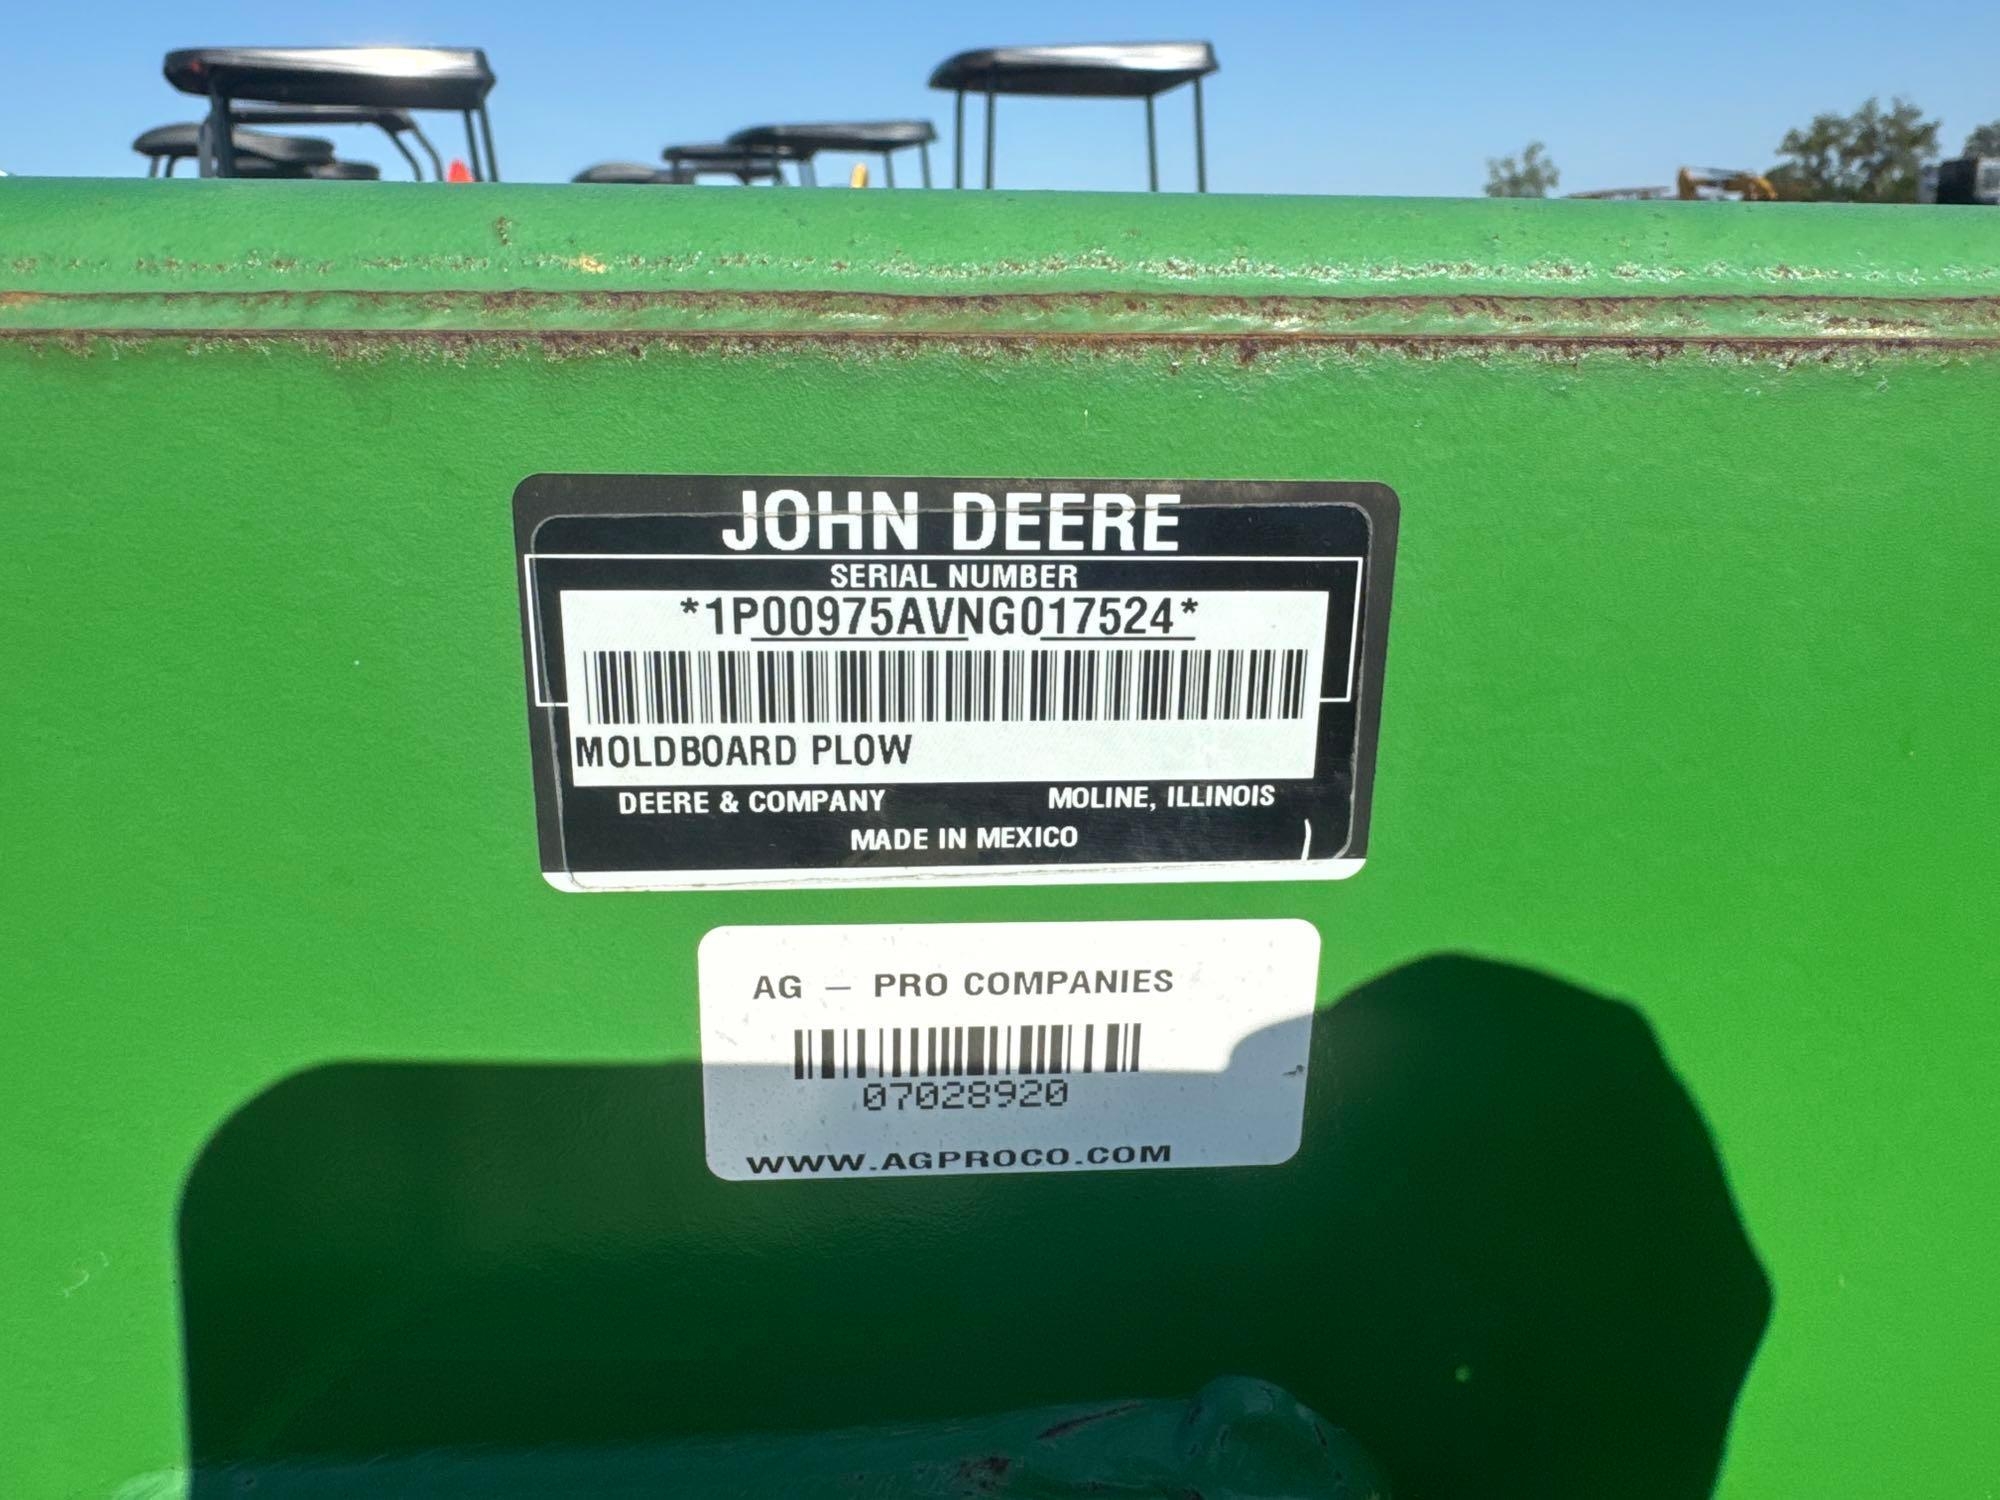 JOHN DEERE
SERIAL NUMBER
*1P00975AVNG017524*
MOLDBOARD PLOW
DEERE & COMPANY MOLINE, ILLINOIS
MADE IN MEXICO
AG - PRO COMPANIES
07028920
WWW.AGPROCO.COM